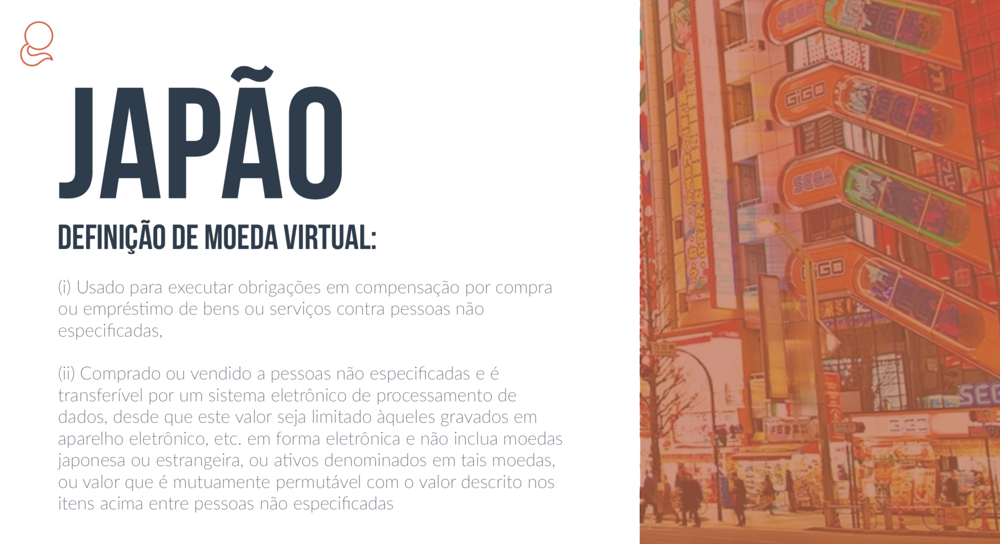 JAPÃO
DEFINIÇÃO DE MOEDA VIRTUAL:
(i) Usado para executar obrigações em compensação por compra
ou empréstimo de bens ou serviços contra pessoas não
especificadas,
(ii) Comprado ou vendido a pessoas não especificadas e é
transferível por um sistema eletrônico de processamento de
dados, desde que este valor seja limitado àqueles gravados em
aparelho eletrônico, etc. em forma eletrônica e não inclua moedas
japonesa ou estrangeira, ou ativos denominados em tais moedas,
ou valor que é mutuamente permutável com o valor descrito nos
itens acima entre pessoas não especificadas
SEGA
GiGO
SEGA
GiGO